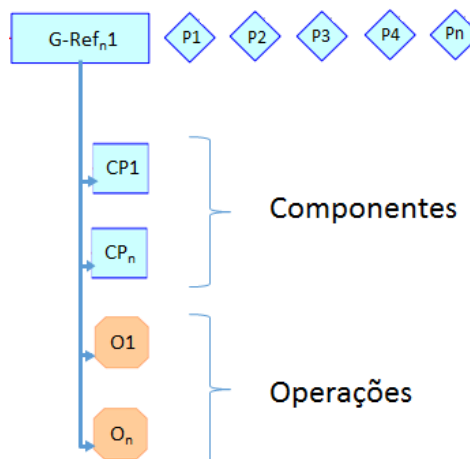 G-Refn1 P1 P2 P3 P4 Pn
CP1
Componentes
CPn
O1
Operações
On